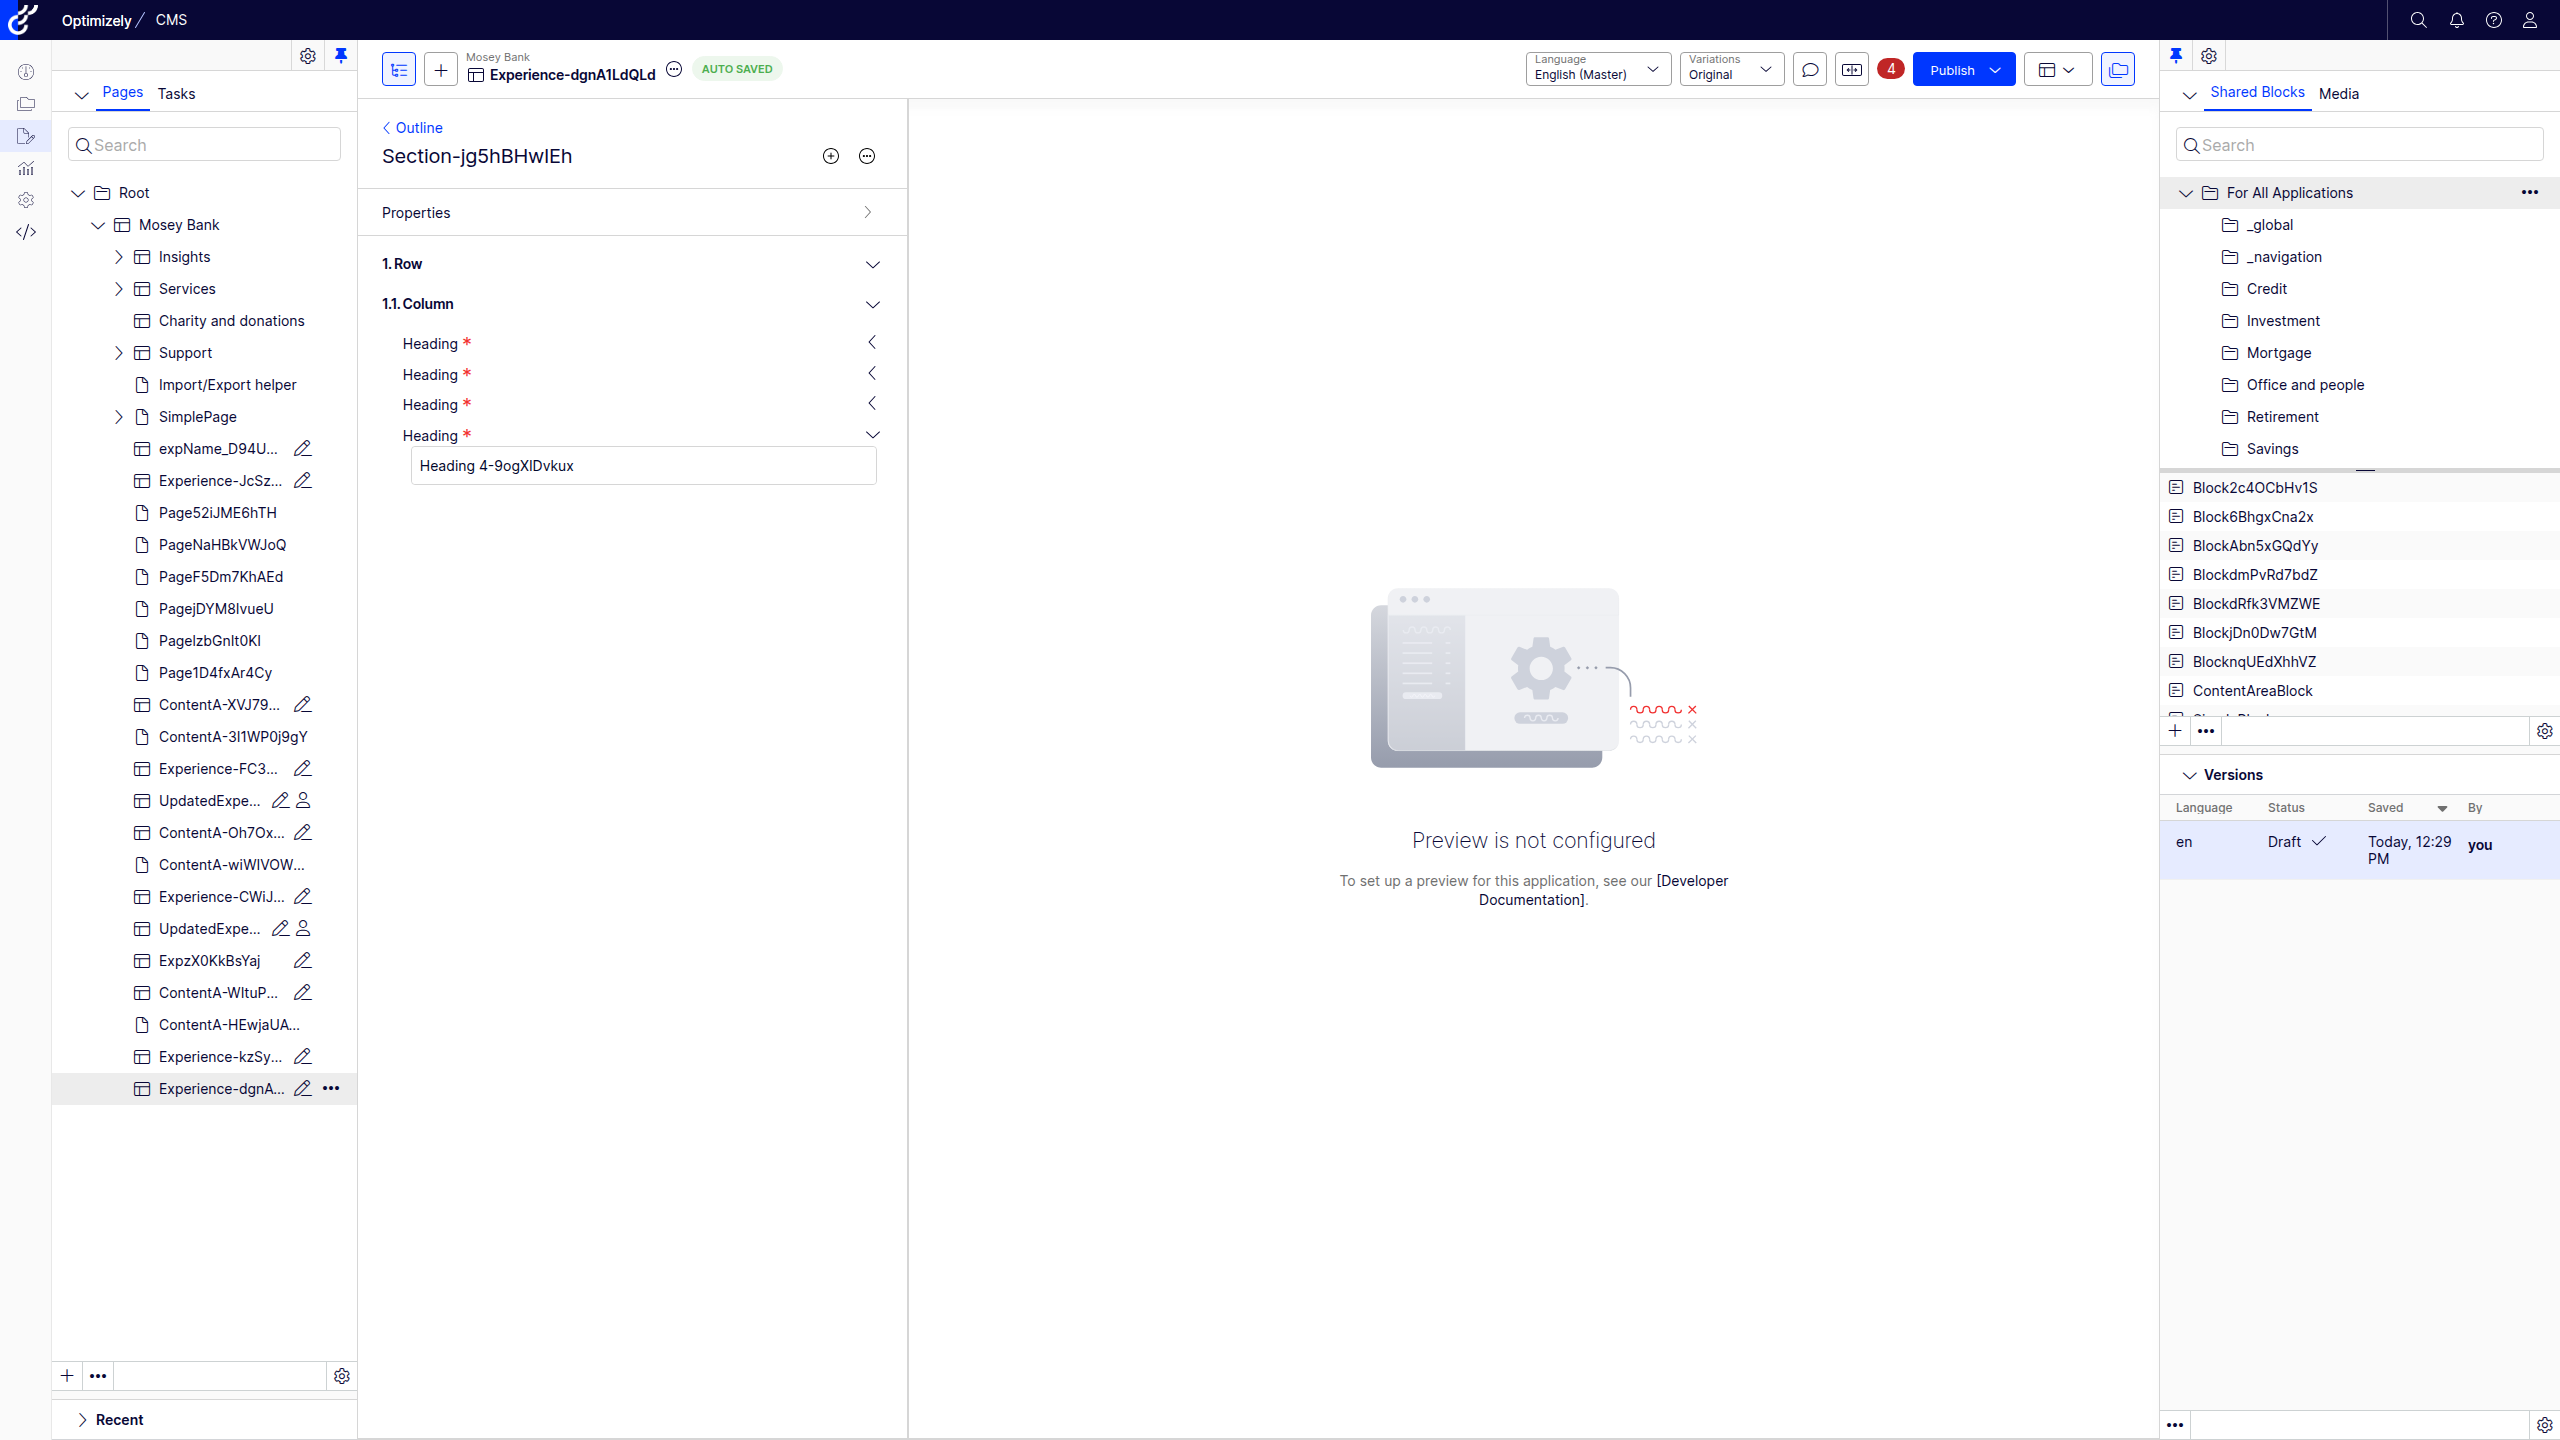 Optimizely / CMS
Pages
Tasks
Search
Root
Mosey Bank
Insights
Services
Charity and donations
Support
Import/Export helper
SimplePage
expName_D94U...
Experience-JcSz...
Page52iJME6hTH
PageNaHBkVWJoQ
PageF5Dm7KhAEd
PagejDYM8IvueU
ContentA-XVJ79...
Page1D4fxAr4Cy
ContentA-3I1WP0j9gY
Experience-FC3...
UpdatedExpe...
ContentA-Oh7Ox...
ContentA-wiWIVOW...
Experience-CWiJ...
UpdatedExpe...
ExpzX0KkBsYaj
ContentA-WltuP...
ContentA-HEwjaUA...
Experience-kzSy...
Experience-dgnA...
Recent
Mosey Bank
Experience-dgnA1LdQLd
AUTO SAVED
Language
English (Master)
Variations
Original
4
Publish
Outline
Section-jg5hBHwIEh
Properties
1. Row
1.1. Column
Heading *
Heading *
Heading *
Heading *
Heading 4-9ogXIDvkux
Preview is not configured
To set up a preview for this application, see our [Developer
Documentation].
Shared Blocks
Media
Search
For All Applications
_global
_navigation
Credit
Investment
Mortgage
Office and people
Retirement
Savings
Block2c4OCbHv1S
Block6BhgxCna2x
BlockAbn5xGQdYy
BlockdmPvRd7bdZ
BlockdRfk3VMZWE
BlockjDn0Dw7GtM
BlocknqUEdXhhVZ
ContentAreaBlock
Versions
Language
Status
Saved
By
en
Draft
Today, 12:29
PM
you